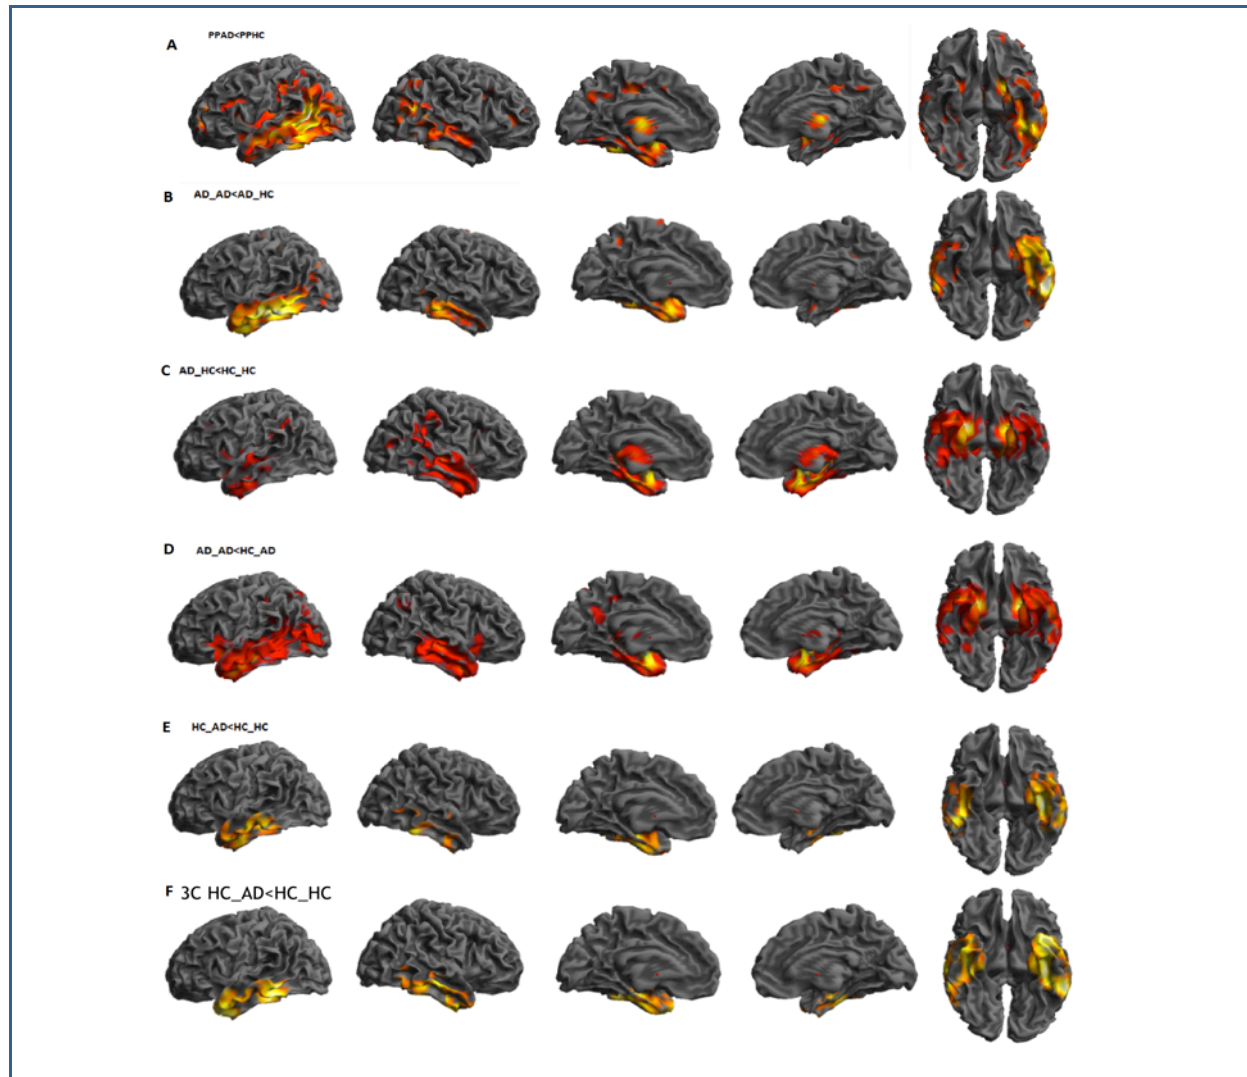 A PPAD<PPHC
B AD_AD<AD_HC
C AD_HC<HC_HC
D AD_AD<HC_AD
E HC_AD<HC_HC
F 3C HC_AD<HC_HC